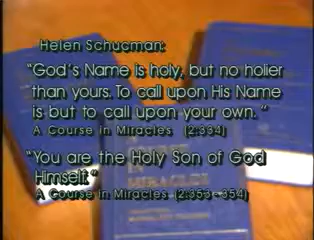 Helen Schucman:
"God's Name is holy, but no holier
than yours. To call upon His Name
is but to call upon your own."
A Course in Miracles (2:334)
"You are the Holy Son of God
Himself."
A Course in Miracles (2:353-354)
MIRACLES